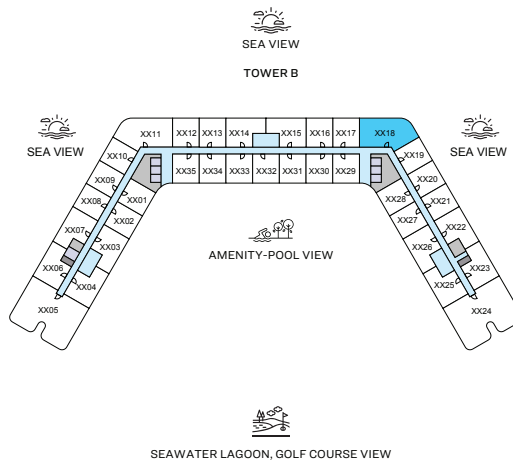 SEA VIEW
TOWER B
SEA VIEW
SEA VIEW
XX11
XX12
XX13
XX14
XX15
XX16
XX17
XX18
XX10
XX35
XX34
XX33
XX32
XX31
XX30
XX29
XX19
XX09
XX01
XX28
XX20
XX08
XX02
XX27
XX21
XX07
XX03
XX26
XX22
XX06
XX04
XX25
XX23
XX05
XX24
AMENITY-POOL VIEW
SEAWATER LAGOON, GOLF COURSE VIEW